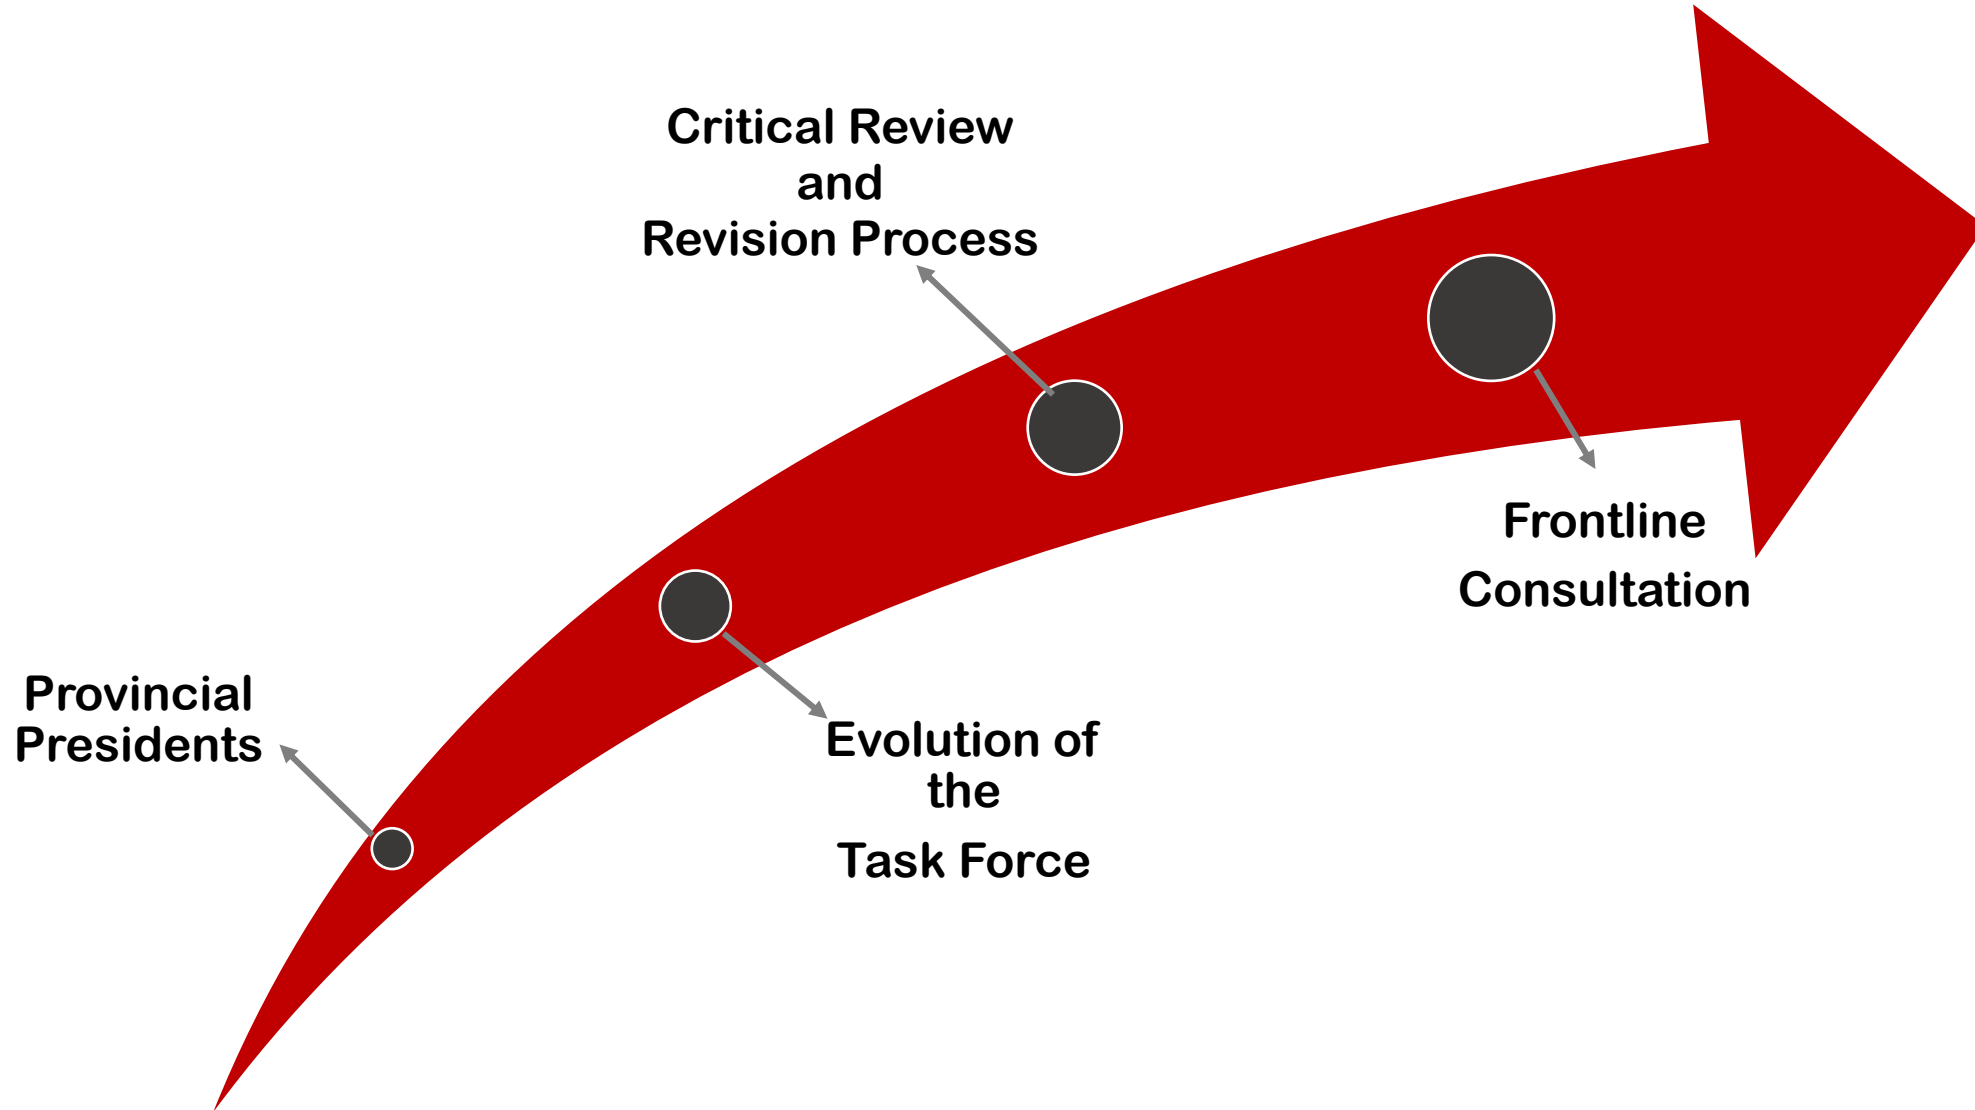 Critical Review
and
Revision Process
Provincial
Presidents
Evolution of
the
Task Force
Frontline
Consultation